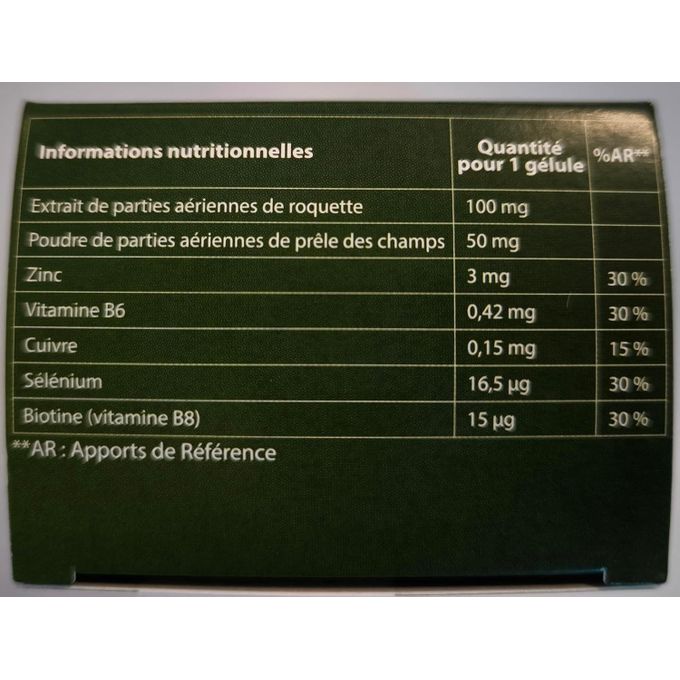 Informations nutritionnelles
Quantité
pour 1 gélule
%AR**
Extrait de parties aériennes de roquette 100 mg
Poudre de parties aériennes de prêle des champs 50 mg
Zinc 3 mg 30 %
Vitamine B6 0,42 mg 30 %
Cuivre 0,15 mg 15 %
Sélénium 16,5 µg 30 %
Biotine (vitamine B8) 15 µg 30 %
**AR : Apports de Référence